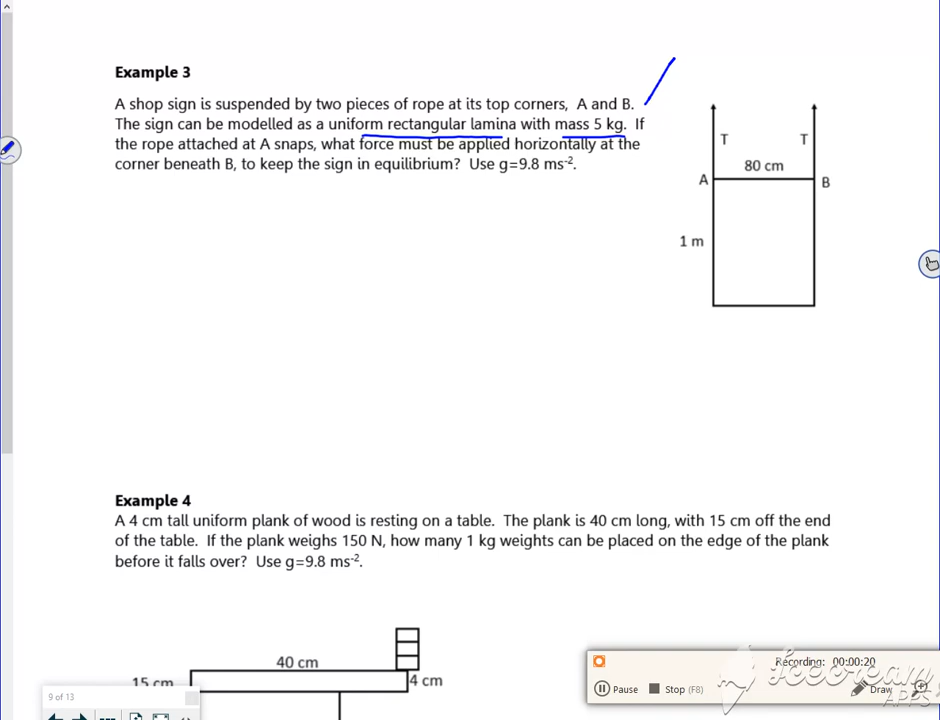 Example 3
A shop sign is suspended by two pieces of rope at its top corners, A and B.
The sign can be modelled as a uniform rectangular lamina with mass 5 kg. If
the rope attached at A snaps, what force must be applied horizontally at the
corner beneath B, to keep the sign in equilibrium? Use g=9.8 ms⁻².
T
T
80 cm
A
B
1 m
Example 4
A 4 cm tall uniform plank of wood is resting on a table. The plank is 40 cm long, with 15 cm off the end
of the table. If the plank weighs 150 N, how many 1 kg weights can be placed on the edge of the plank
before it falls over? Use g=9.8 ms⁻².
40 cm
15 cm
4 cm
9 of 13
Recording: 00:00:20
Pause
Stop (F8)
Draw
Icecream
APPS